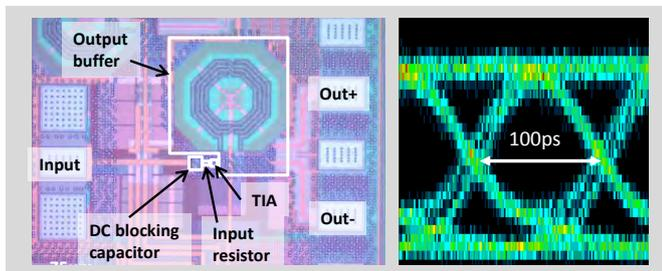 Output
buffer
Out+
Input
TIA
DC blocking
capacitor
Input
resistor
Out-
100ps